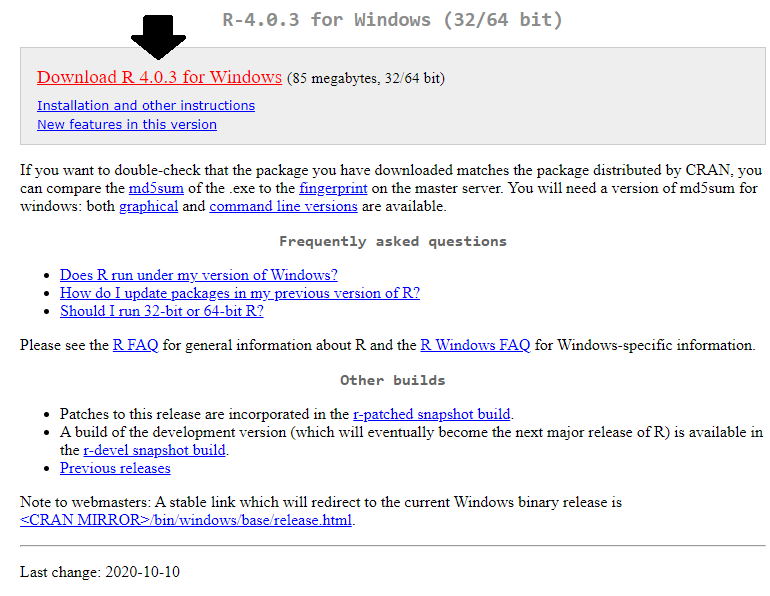 R-4.0.3 for Windows (32/64 bit)
Download R 4.0.3 for Windows (85 megabytes, 32/64 bit)
Installation and other instructions
New features in this version
If you want to double-check that the package you have downloaded matches the package distributed by CRAN, you
can compare the md5sum of the .exe to the fingerprint on the master server. You will need a version of md5sum for
windows: both graphical and command line versions are available.
Frequently asked questions
• Does R run under my version of Windows?
• How do I update packages in my previous version of R?
• Should I run 32-bit or 64-bit R?
Please see the R FAQ for general information about R and the R Windows FAQ for Windows-specific information.
Other builds
• Patches to this release are incorporated in the r-patched snapshot build.
• A build of the development version (which will eventually become the next major release of R) is available in
the r-devel snapshot build.
• Previous releases
Note to webmasters: A stable link which will redirect to the current Windows binary release is
<CRAN MIRROR>/bin/windows/base/release.html.
Last change: 2020-10-10